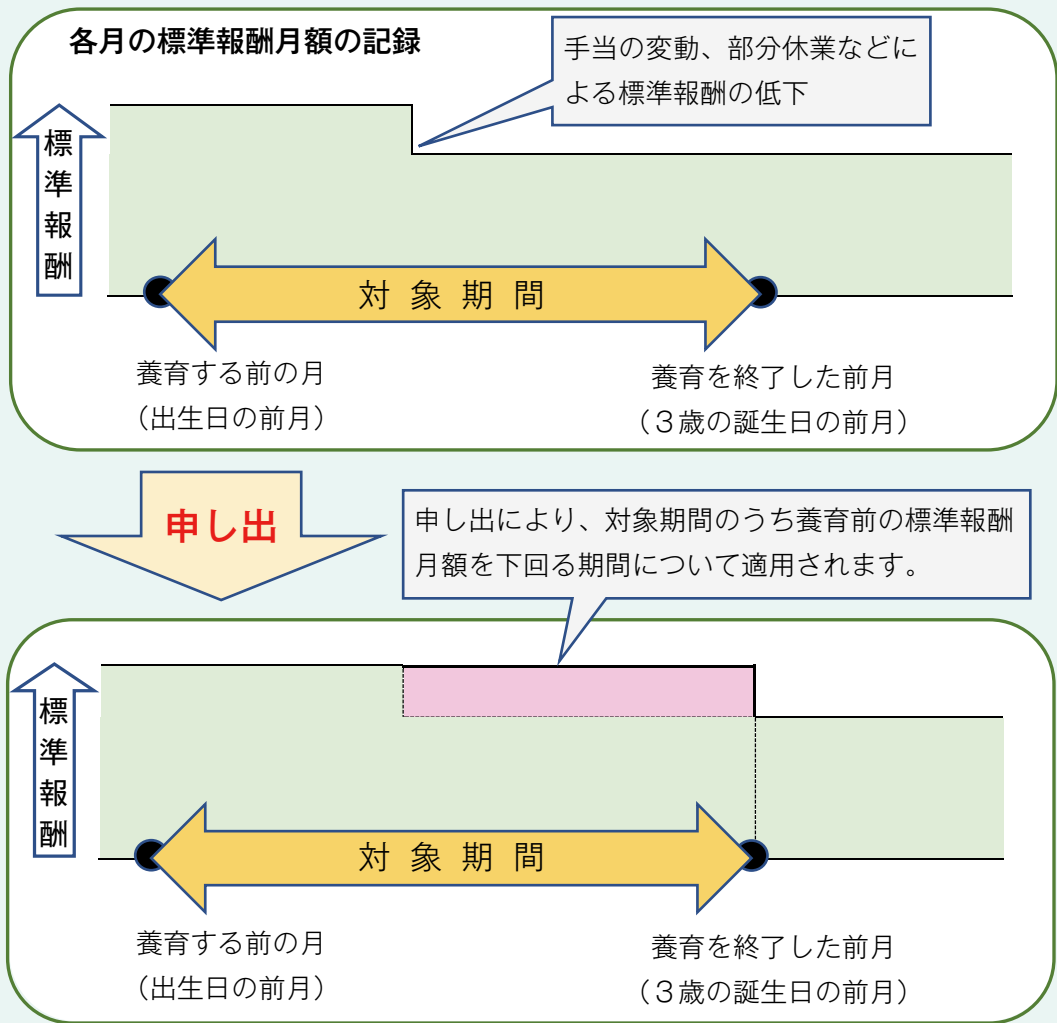 各月の標準報酬月額の記録
手当の変動、部分休業などに
よる標準報酬の低下
標準報酬
対象期間
養育する前の月
（出生日の前月）
養育を終了した前月
（３歳の誕生日の前月）
申し出
申し出により、対象期間のうち養育前の標準報酬
月額を下回る期間について適用されます。
標準報酬
対象期間
養育する前の月
（出生日の前月）
養育を終了した前月
（３歳の誕生日の前月）